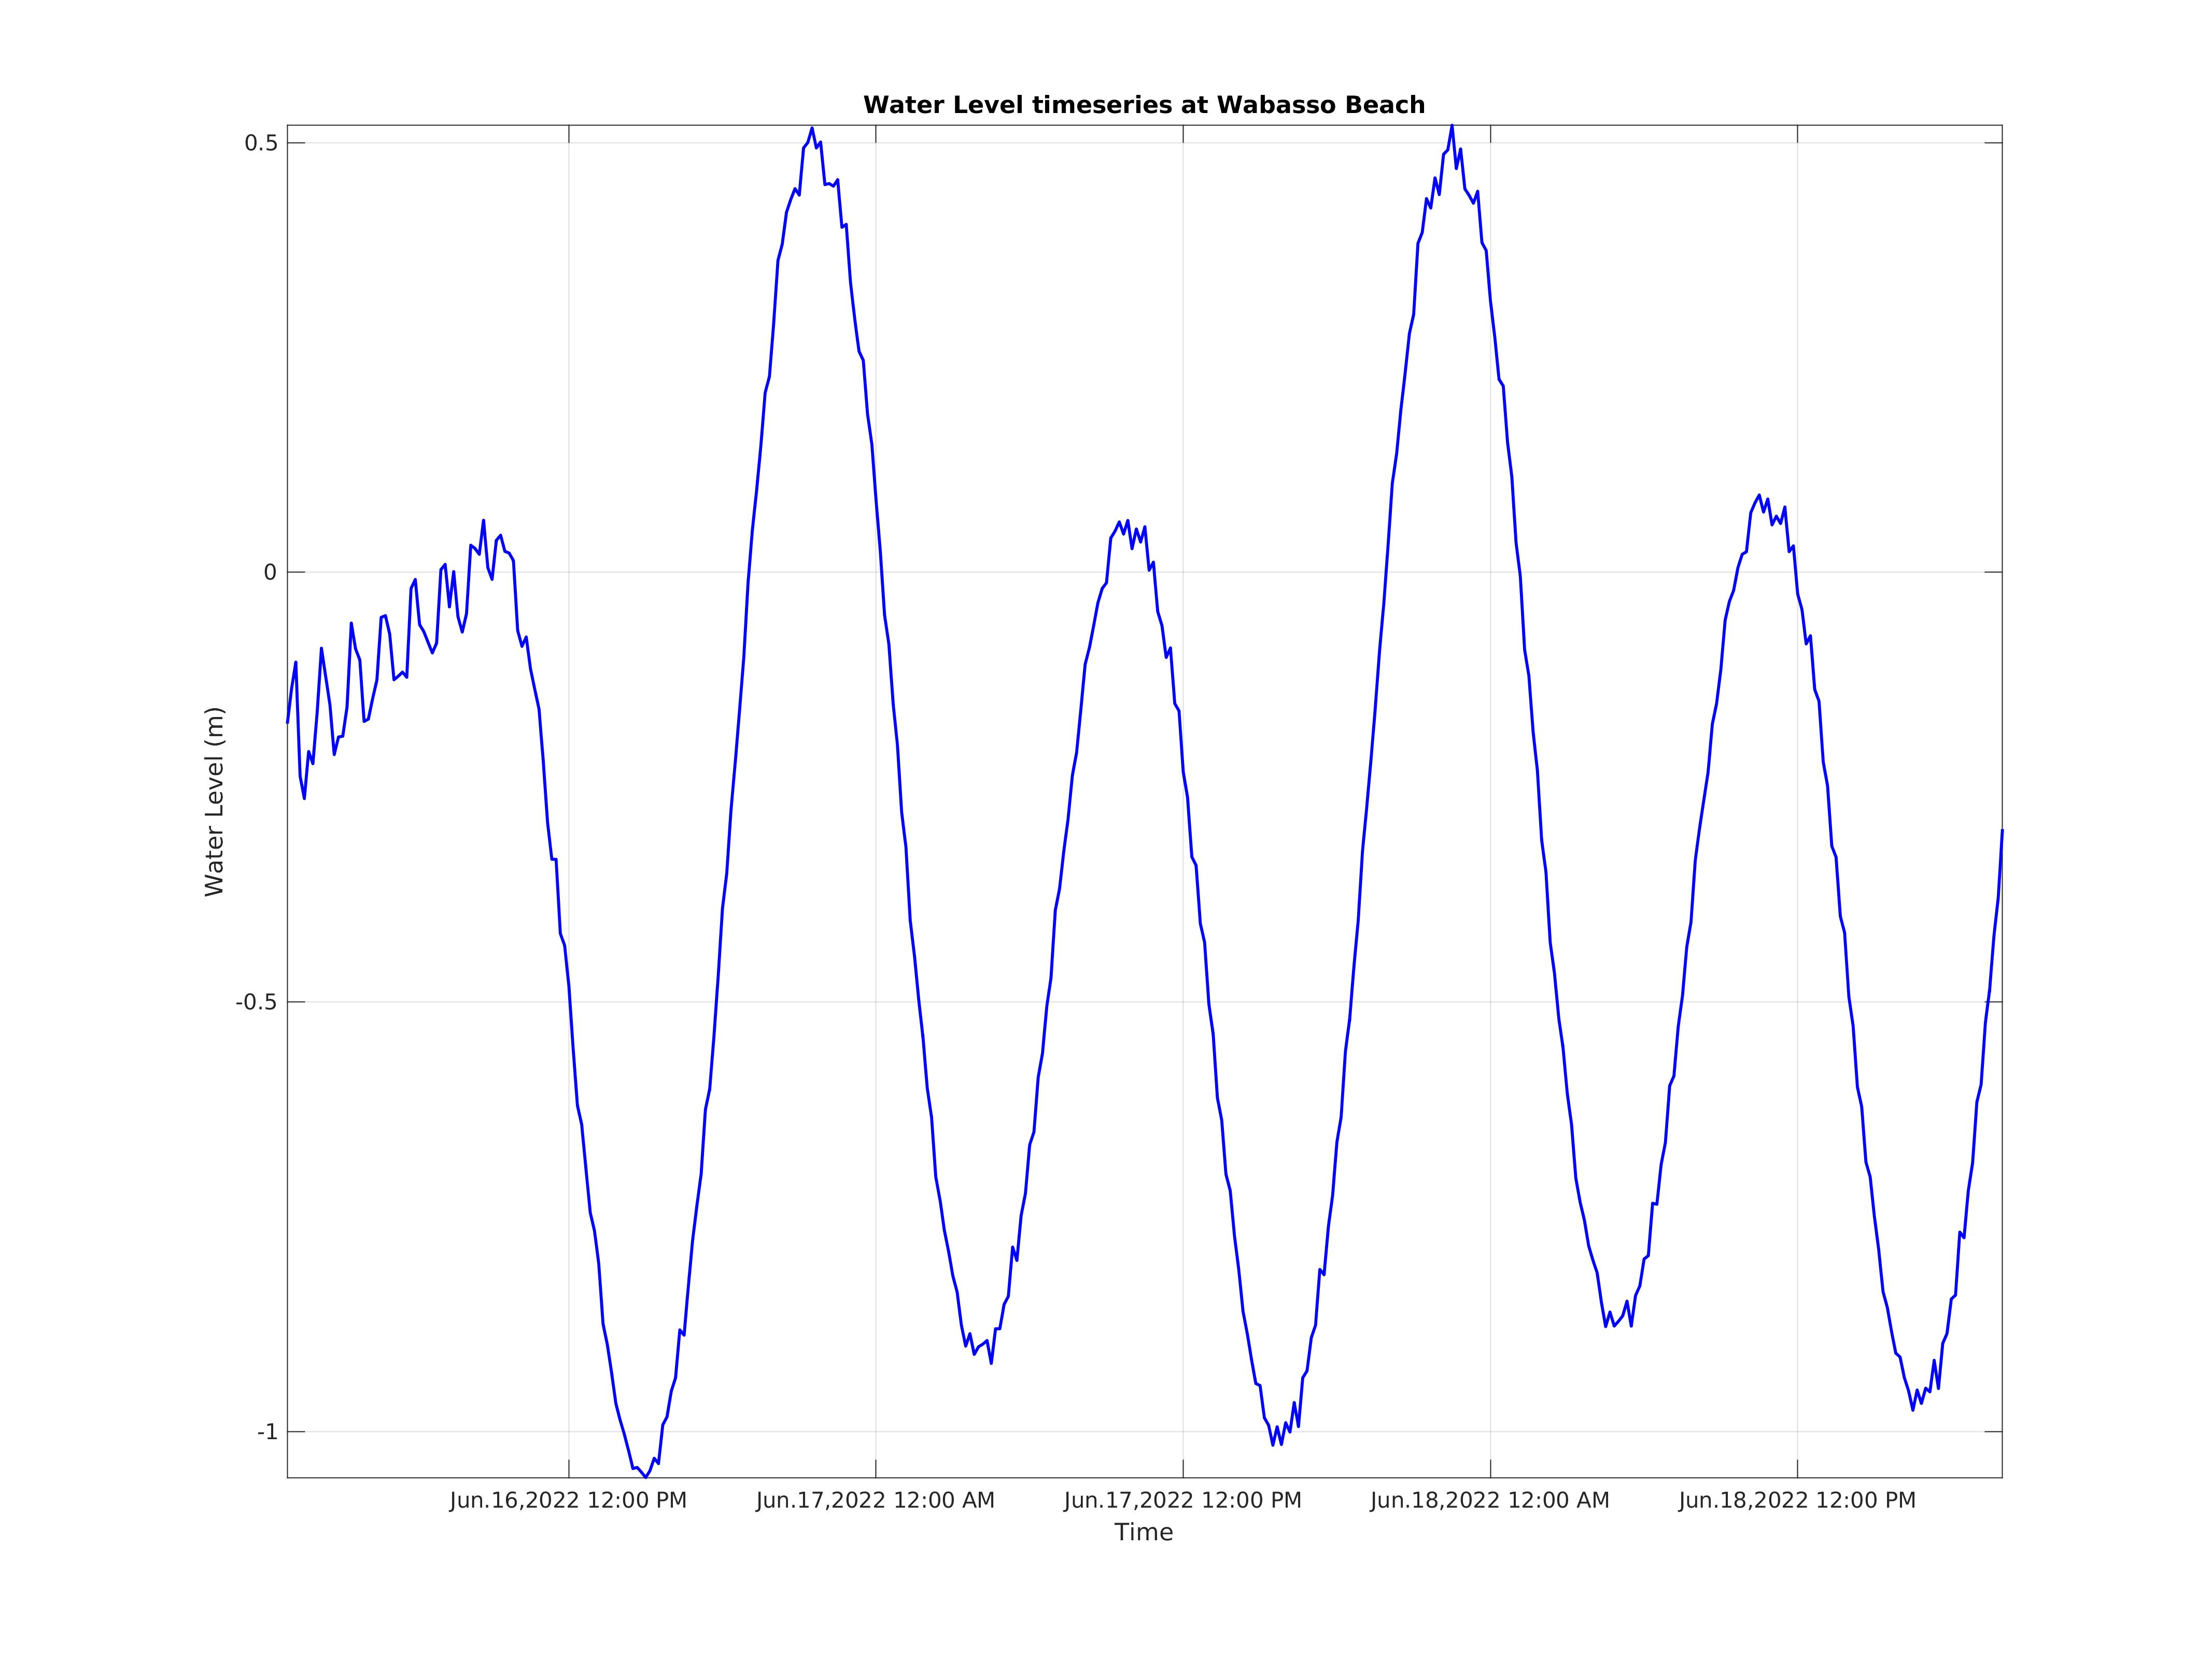 Water Level timeseries at Wabasso Beach
0.5
0
-0.5
-1
Water Level (m)
Jun.16,2022 12:00 PM
Jun.17,2022 12:00 AM
Jun.17,2022 12:00 PM
Jun.18,2022 12:00 AM
Jun.18,2022 12:00 PM
Time